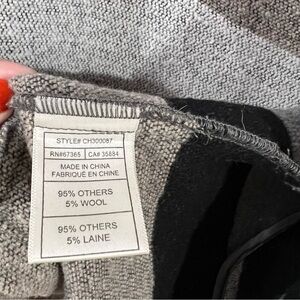 STYLE# CH300087
RN#67365 CA# 35884
MADE IN CHINA
FABRIQUÉ EN CHINE
95% OTHERS
5% WOOL
95% OTHERS
5% LAINE